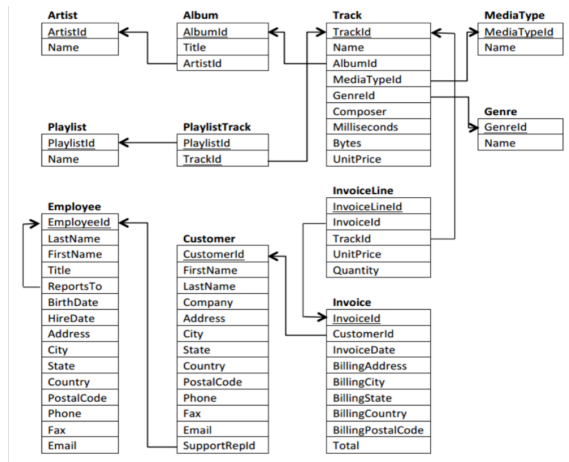 Artist
ArtistId
Name
Album
AlbumId
Title
ArtistId
Track
TrackId
Name
AlbumId
MediaTypeId
GenreId
Composer
Milliseconds
Bytes
UnitPrice
MediaType
MediaTypeId
Name
Genre
GenreId
Name
Playlist
PlaylistId
Name
PlaylistTrack
PlaylistId
TrackId
Employee
EmployeeId
LastName
FirstName
Title
ReportsTo
BirthDate
HireDate
Address
City
State
Country
PostalCode
Phone
Fax
Email
Customer
CustomerId
FirstName
LastName
Company
Address
City
State
Country
PostalCode
Phone
Fax
Email
SupportRepId
InvoiceLine
InvoiceLineId
InvoiceId
TrackId
UnitPrice
Quantity
Invoice
InvoiceId
CustomerId
InvoiceDate
BillingAddress
BillingCity
BillingState
BillingCountry
BillingPostalCode
Total